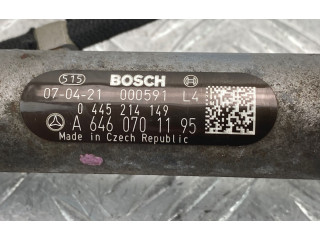 515 BOSCH
07-04-21 000591 L4
0 445 214 149
A 646 070 11 95
Made in Czech Republic